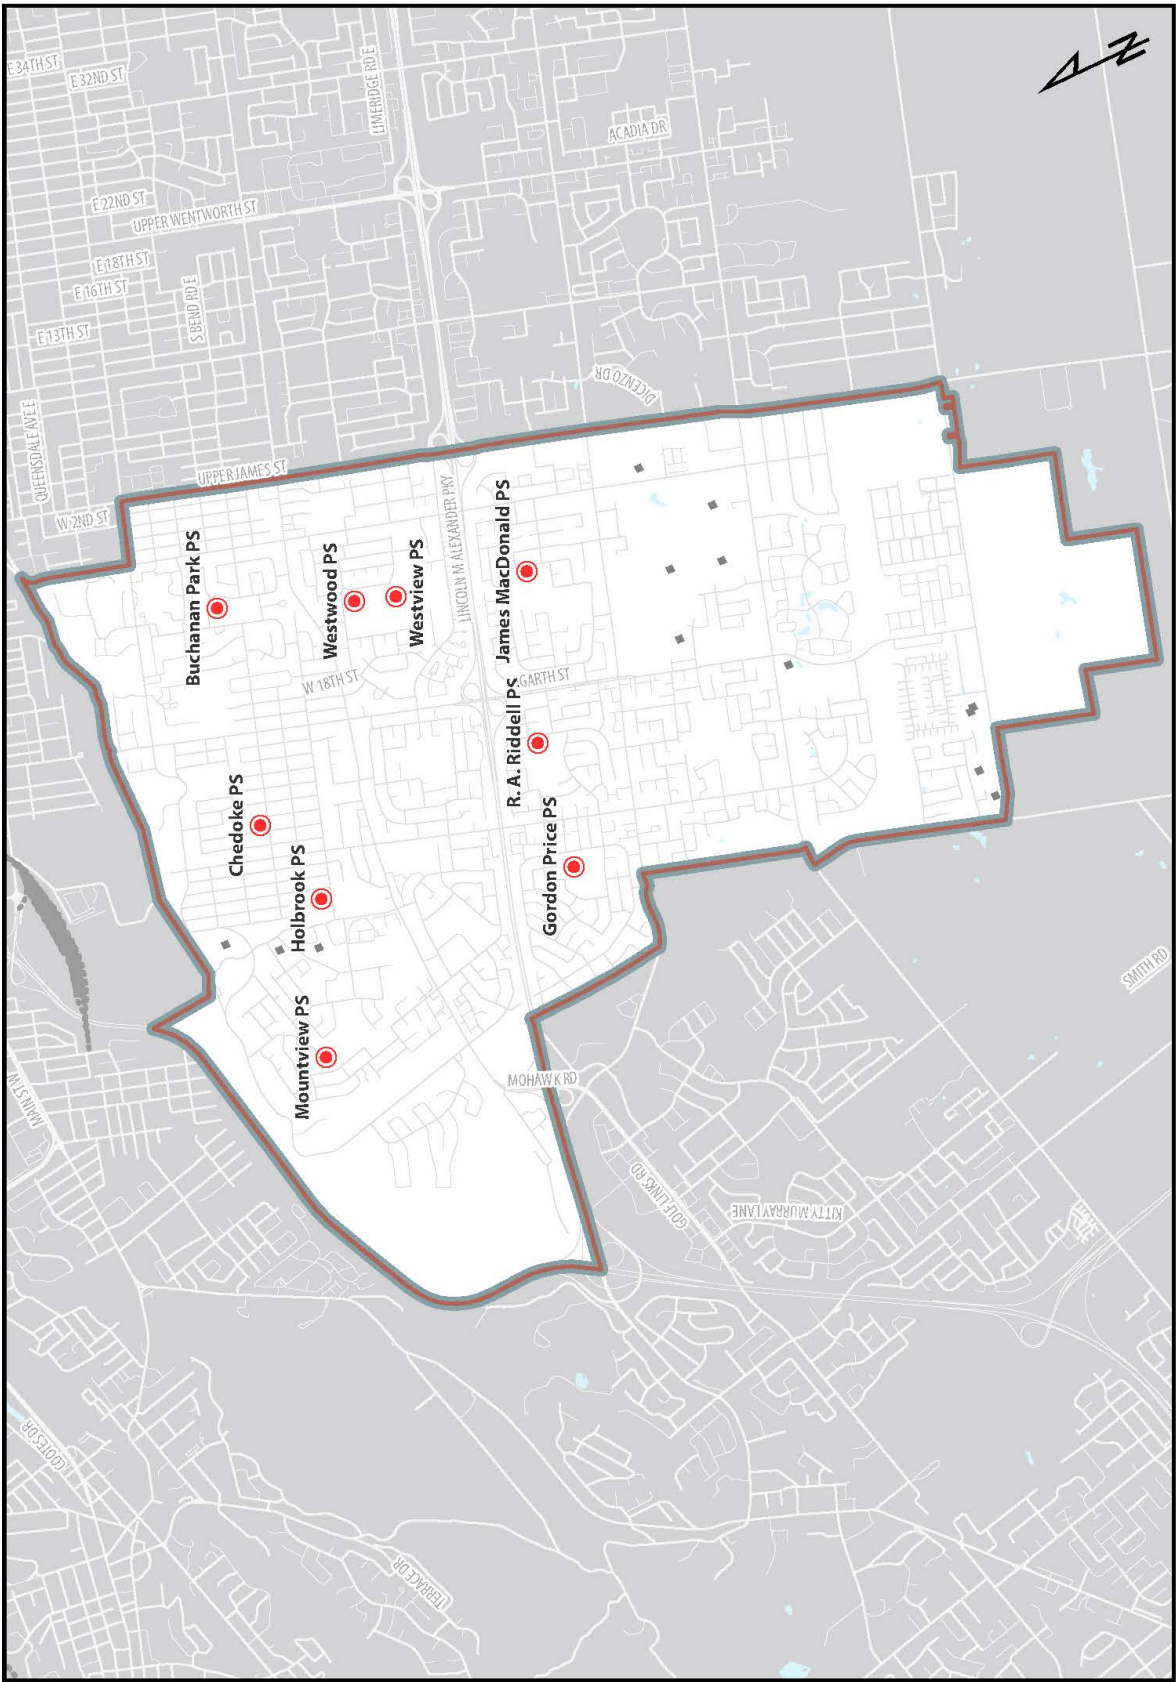 E 34TH ST
E 32ND ST
LIMERIDGE RD E
ACADIA DR
E 22ND ST
UPPER WENTWORTH ST
E 18TH ST
E 16TH ST
S BEND RD E
E 13TH ST
QUEENSDALE AVE E
DICENZO DR
UPPER JAMES ST
W 2ND ST
LINCOLN M ALEXANDER PKY
Buchanan Park PS
Westwood PS
Westview PS
James MacDonald PS
W 18TH ST
GARTH ST
R. A. Riddell PS
Chedoke PS
Gordon Price PS
Holbrook PS
Mountview PS
MAIN ST W
MOHAWK RD
SMITH RD
GOLF LINKS RD
KITTY MURRAY LANE
COOTES DR
TERRACE DR
N